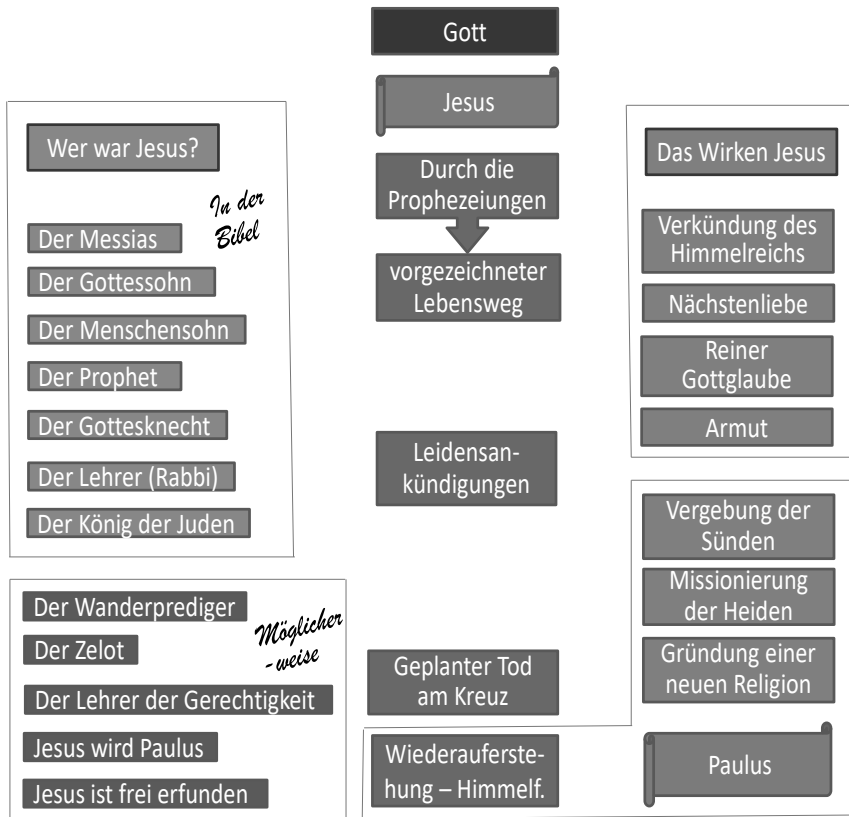 Gott
Jesus
Wer war Jesus?
In der
Bibel
Der Messias
Der Gottessohn
Der Menschensohn
Der Prophet
Der Gottesknecht
Der Lehrer (Rabbi)
Der König der Juden
Der Wanderprediger
Möglicher
-weise
Der Zelot
Der Lehrer der Gerechtigkeit
Jesus wird Paulus
Jesus ist frei erfunden
Durch die
Prophezeiungen
vorgezeichneter
Lebensweg
Leidensan-
kündigungen
Geplanter Tod
am Kreuz
Wiederauferste-
hung – Himmelf.
Das Wirken Jesus
Verkündung des
Himmelreichs
Nächstenliebe
Reiner
Gottglaube
Armut
Vergebung der
Sünden
Missionierung
der Heiden
Gründung einer
neuen Religion
Paulus